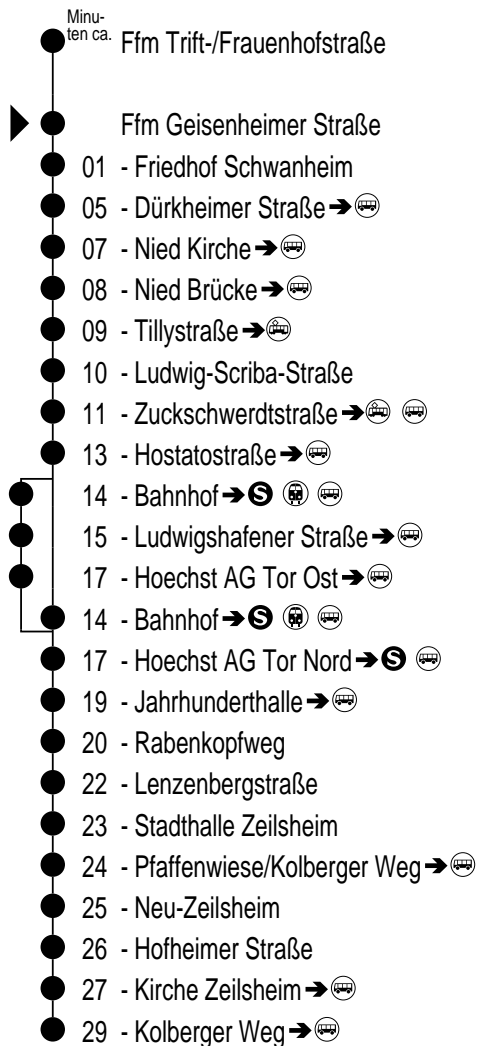 Minu-
ten ca.
Ffm Trift-/Frauenhofstraße
Ffm Geisenheimer Straße
01 - Friedhof Schwanheim
05 - Dürkheimer Straße
07 - Nied Kirche
08 - Nied Brücke
09 - Tillystraße
10 - Ludwig-Scriba-Straße
11 - Zuckschwerdtstraße
13 - Hostatostraße
14 - Bahnhof S
15 - Ludwigshafener Straße
17 - Hoechst AG Tor Ost
14 - Bahnhof S
17 - Hoechst AG Tor Nord S
19 - Jahrhunderthalle
20 - Rabenkopfweg
22 - Lenzenbergstraße
23 - Stadthalle Zeilsheim
24 - Pfaffenwiese/Kolberger Weg
25 - Neu-Zeilsheim
26 - Hofheimer Straße
27 - Kirche Zeilsheim
29 - Kolberger Weg